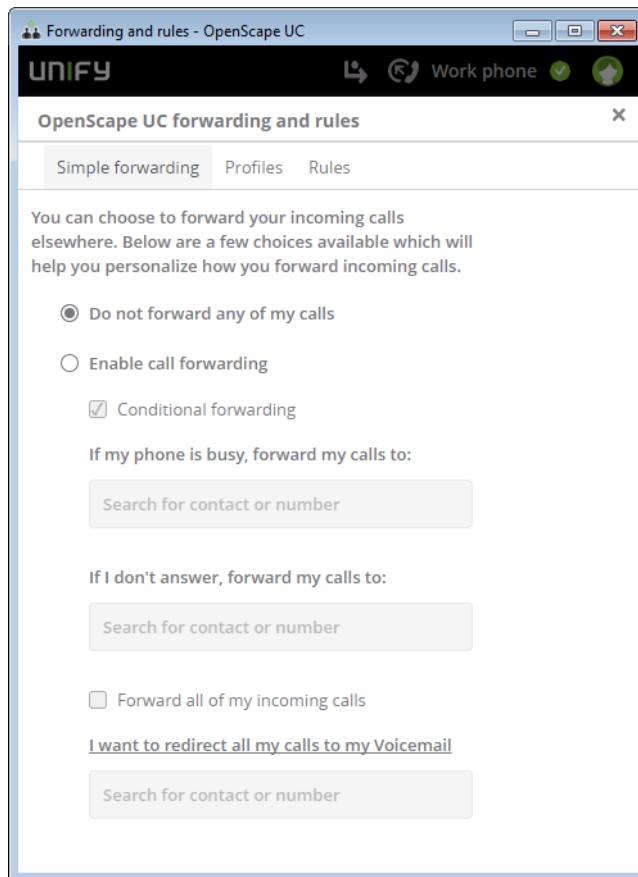 Forwarding and rules - OpenScape UC
UNIFY
Work phone
OpenScape UC forwarding and rules
Simple forwarding
Profiles
Rules
You can choose to forward your incoming calls
elsewhere. Below are a few choices available which will
help you personalize how you forward incoming calls.
Do not forward any of my calls
Enable call forwarding
Conditional forwarding
If my phone is busy, forward my calls to:
Search for contact or number
If I don't answer, forward my calls to:
Search for contact or number
Forward all of my incoming calls
I want to redirect all my calls to my Voicemail
Search for contact or number